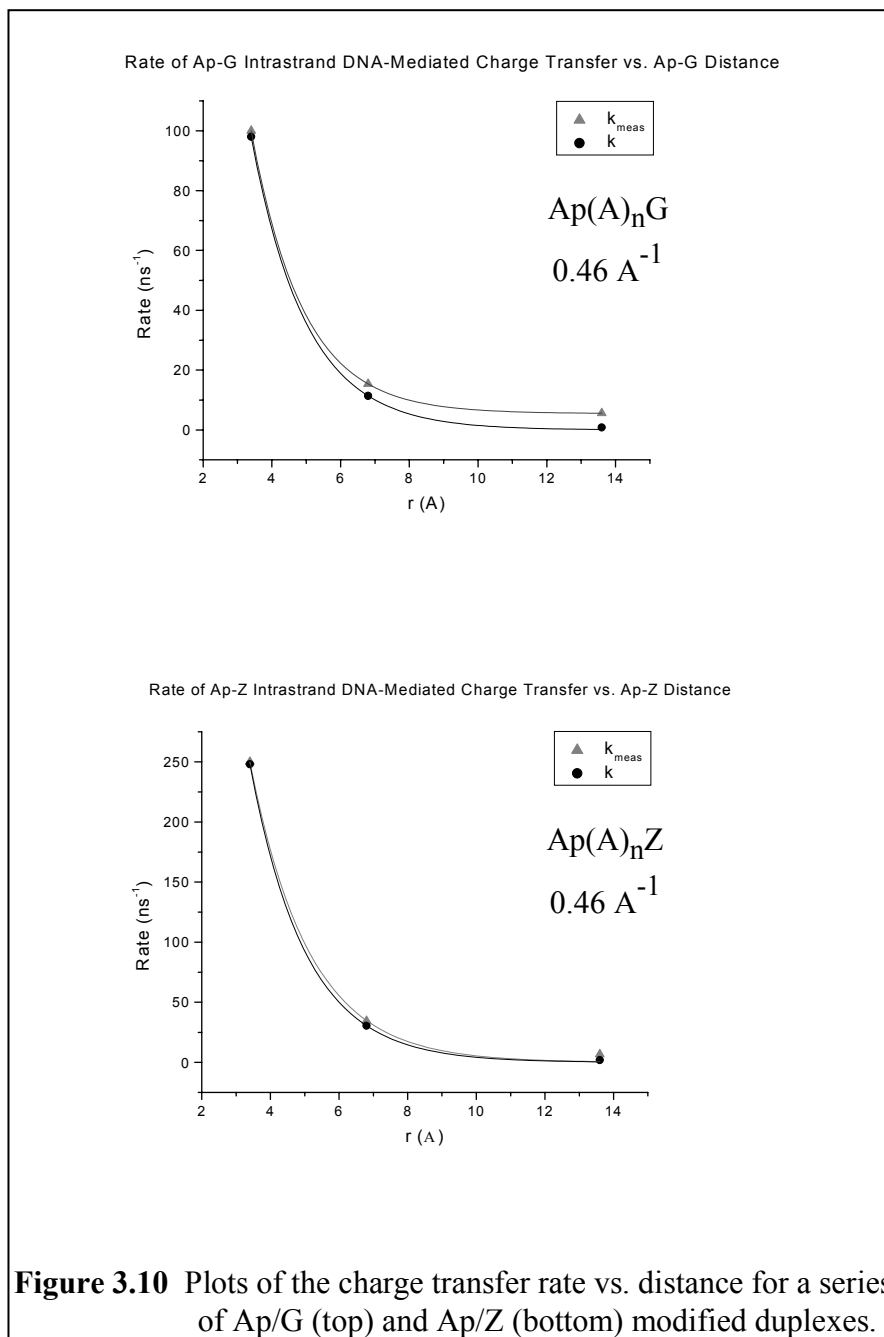 Rate of Ap-G Intrastrand DNA-Mediated Charge Transfer vs. Ap-G Distance
k_meas
k
Ap(A)nG
0.46 A^-1
100
80
60
40
20
0
Rate (ns^-1)
2 4 6 8 10 12 14
r (A)
Rate of Ap-Z Intrastrand DNA-Mediated Charge Transfer vs. Ap-Z Distance
k_meas
k
Ap(A)nZ
0.46 A^-1
250
200
150
100
50
0
Rate (ns^-1)
2 4 6 8 10 12 14
r (A)
Figure 3.10 Plots of the charge transfer rate vs. distance for a series
of Ap/G (top) and Ap/Z (bottom) modified duplexes.